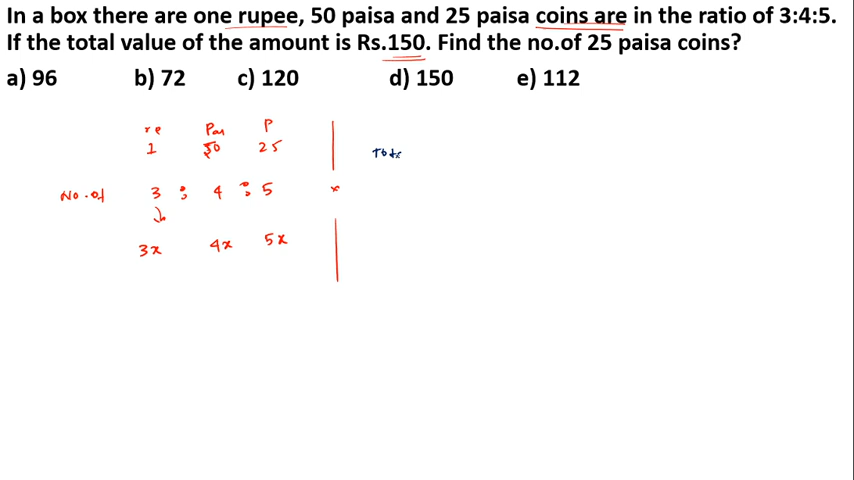 In a box there are one rupee, 50 paisa and 25 paisa coins are in the ratio of 3:4:5.
If the total value of the amount is Rs.150. Find the no.of 25 paisa coins?
a) 96 b) 72 c) 120 d) 150 e) 112
re Pai P
1 50 25 Tota
No.of 3 : 4 : 5 x
3x 4x 5x